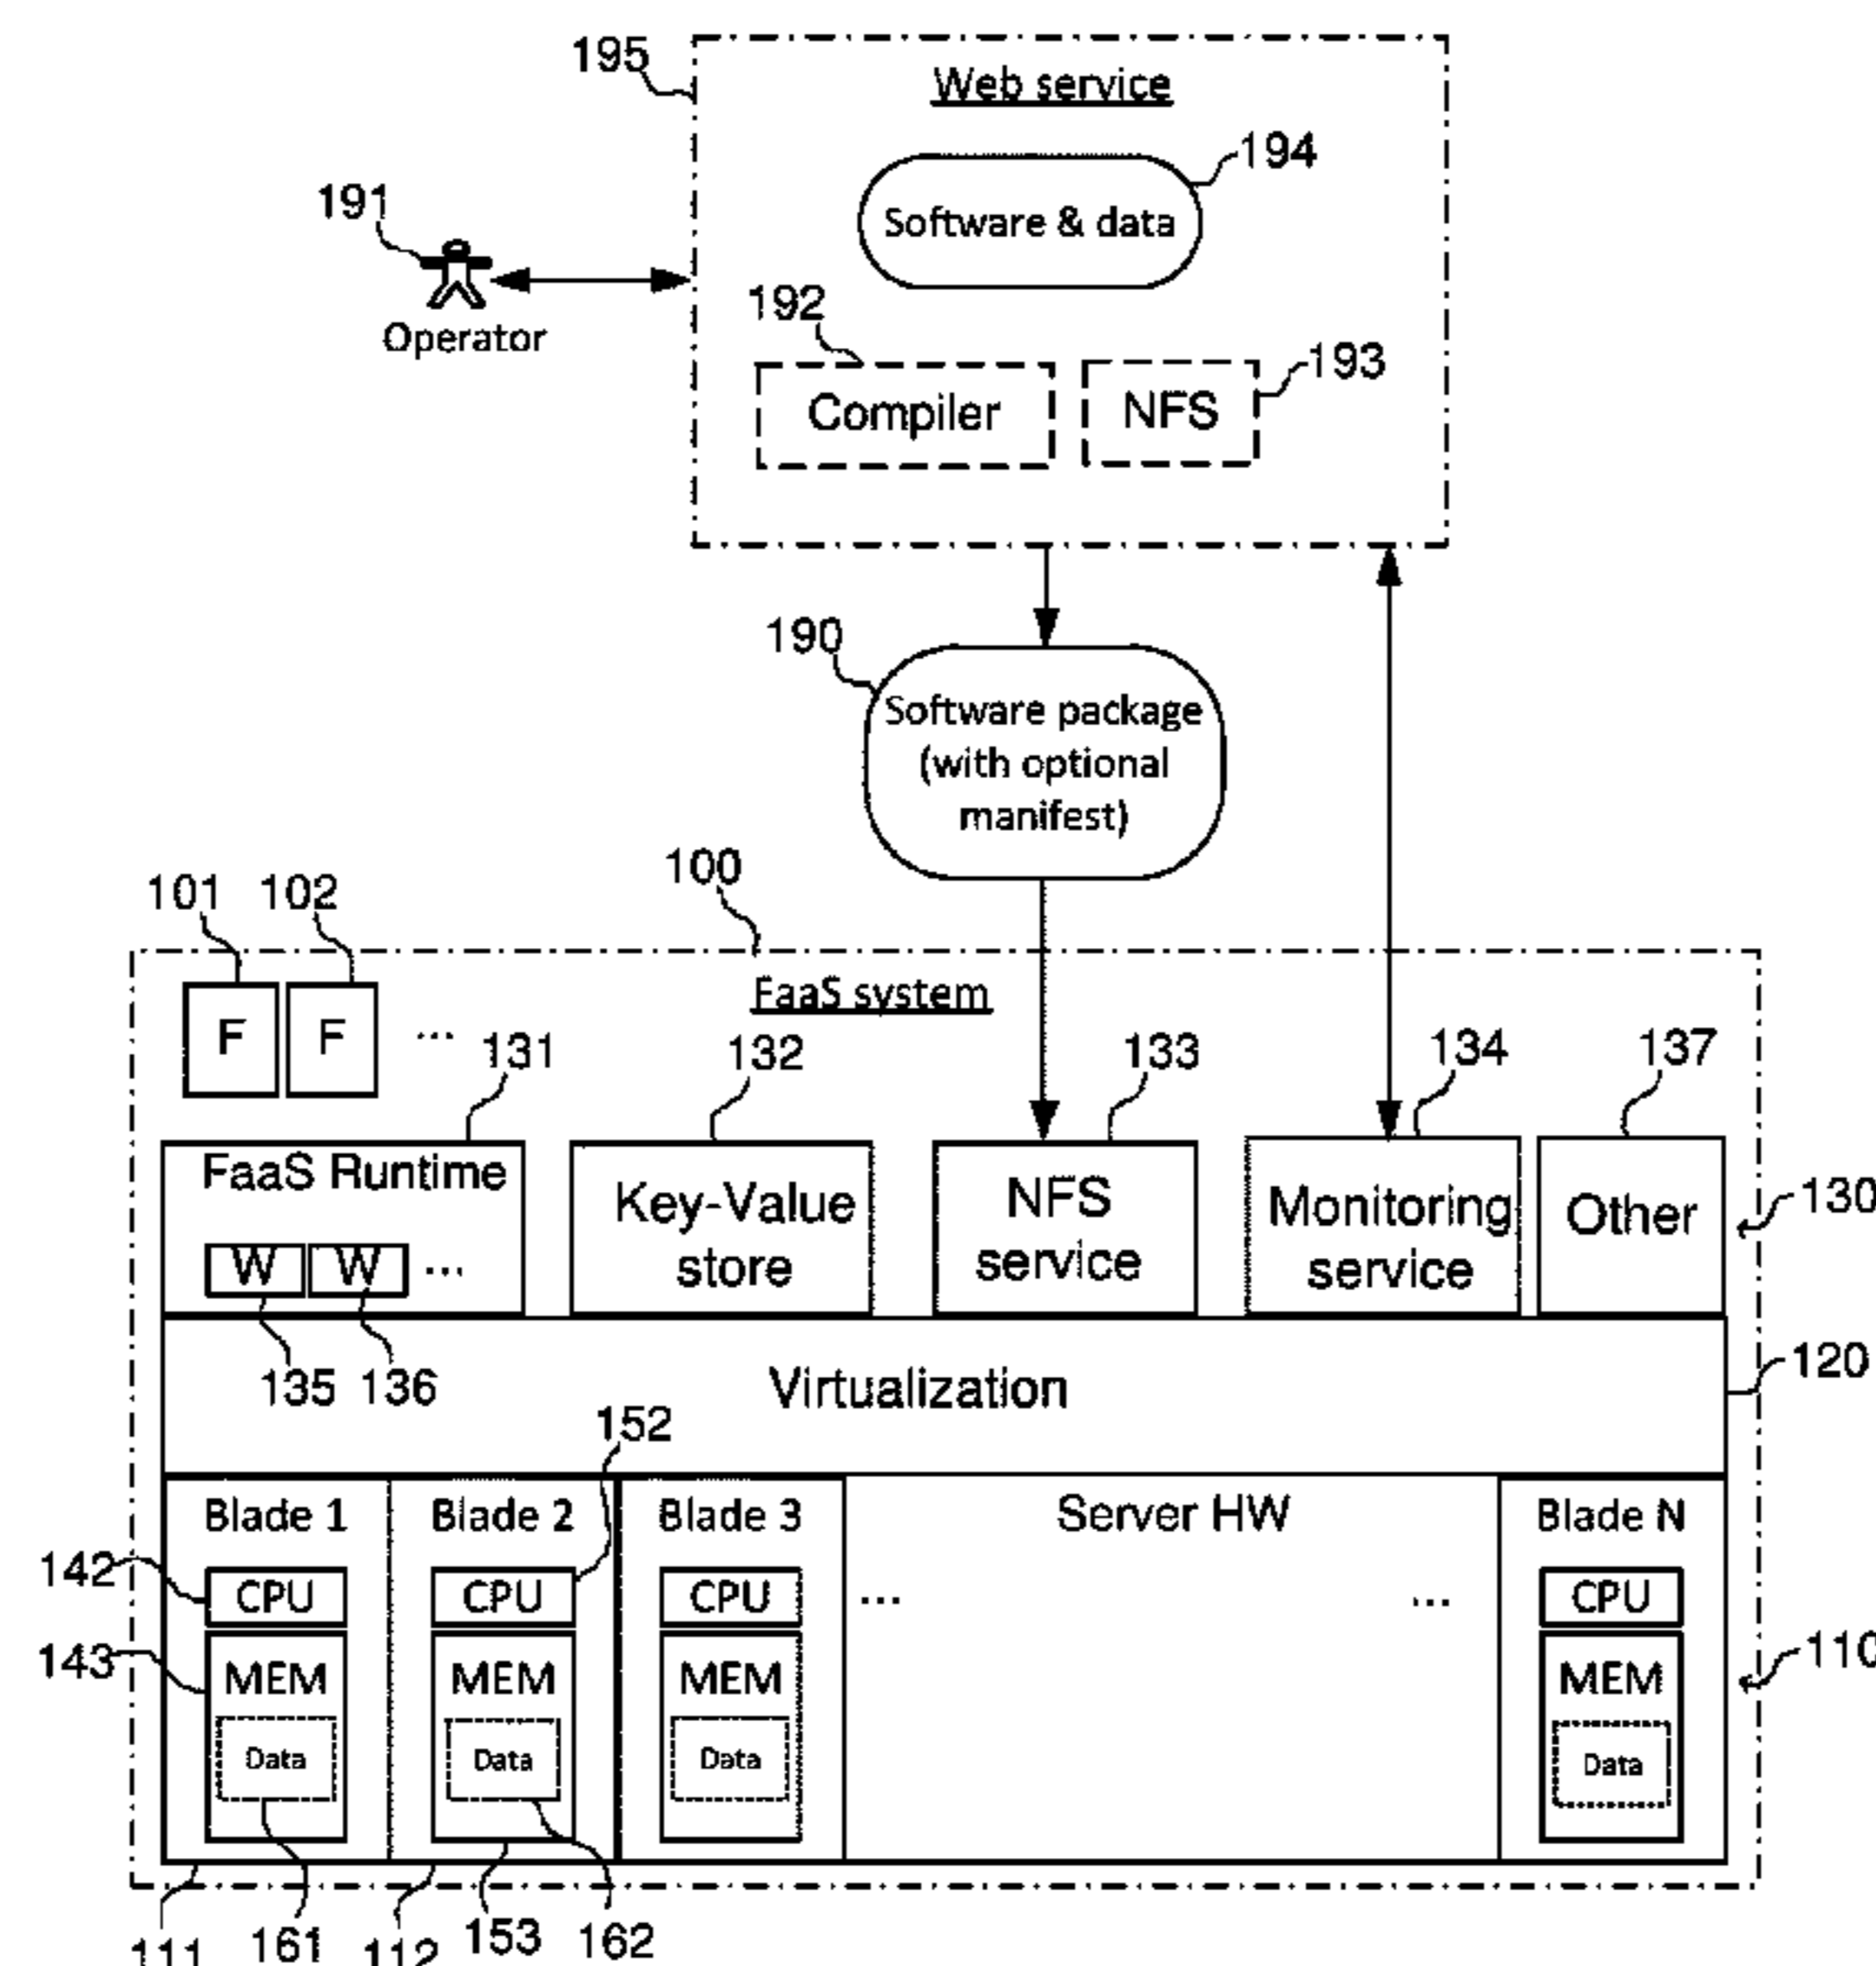 195
Web service
194
Software & data
191
Operator
192
193
Compiler
NFS
190
Software package
(with optional
manifest)
100
101
102
FaaS system
F
F
...
131
132
133
134
137
FaaS Runtime
Key-Value
store
NFS
service
Monitoring
service
Other
130
W
W
...
135
136
Virtualization
120
152
Blade 1
Blade 2
Blade 3
Server HW
Blade N
142
CPU
CPU
CPU
...
...
CPU
143
MEM
MEM
MEM
MEM
110
Data
Data
Data
Data
111
161
112
153
162